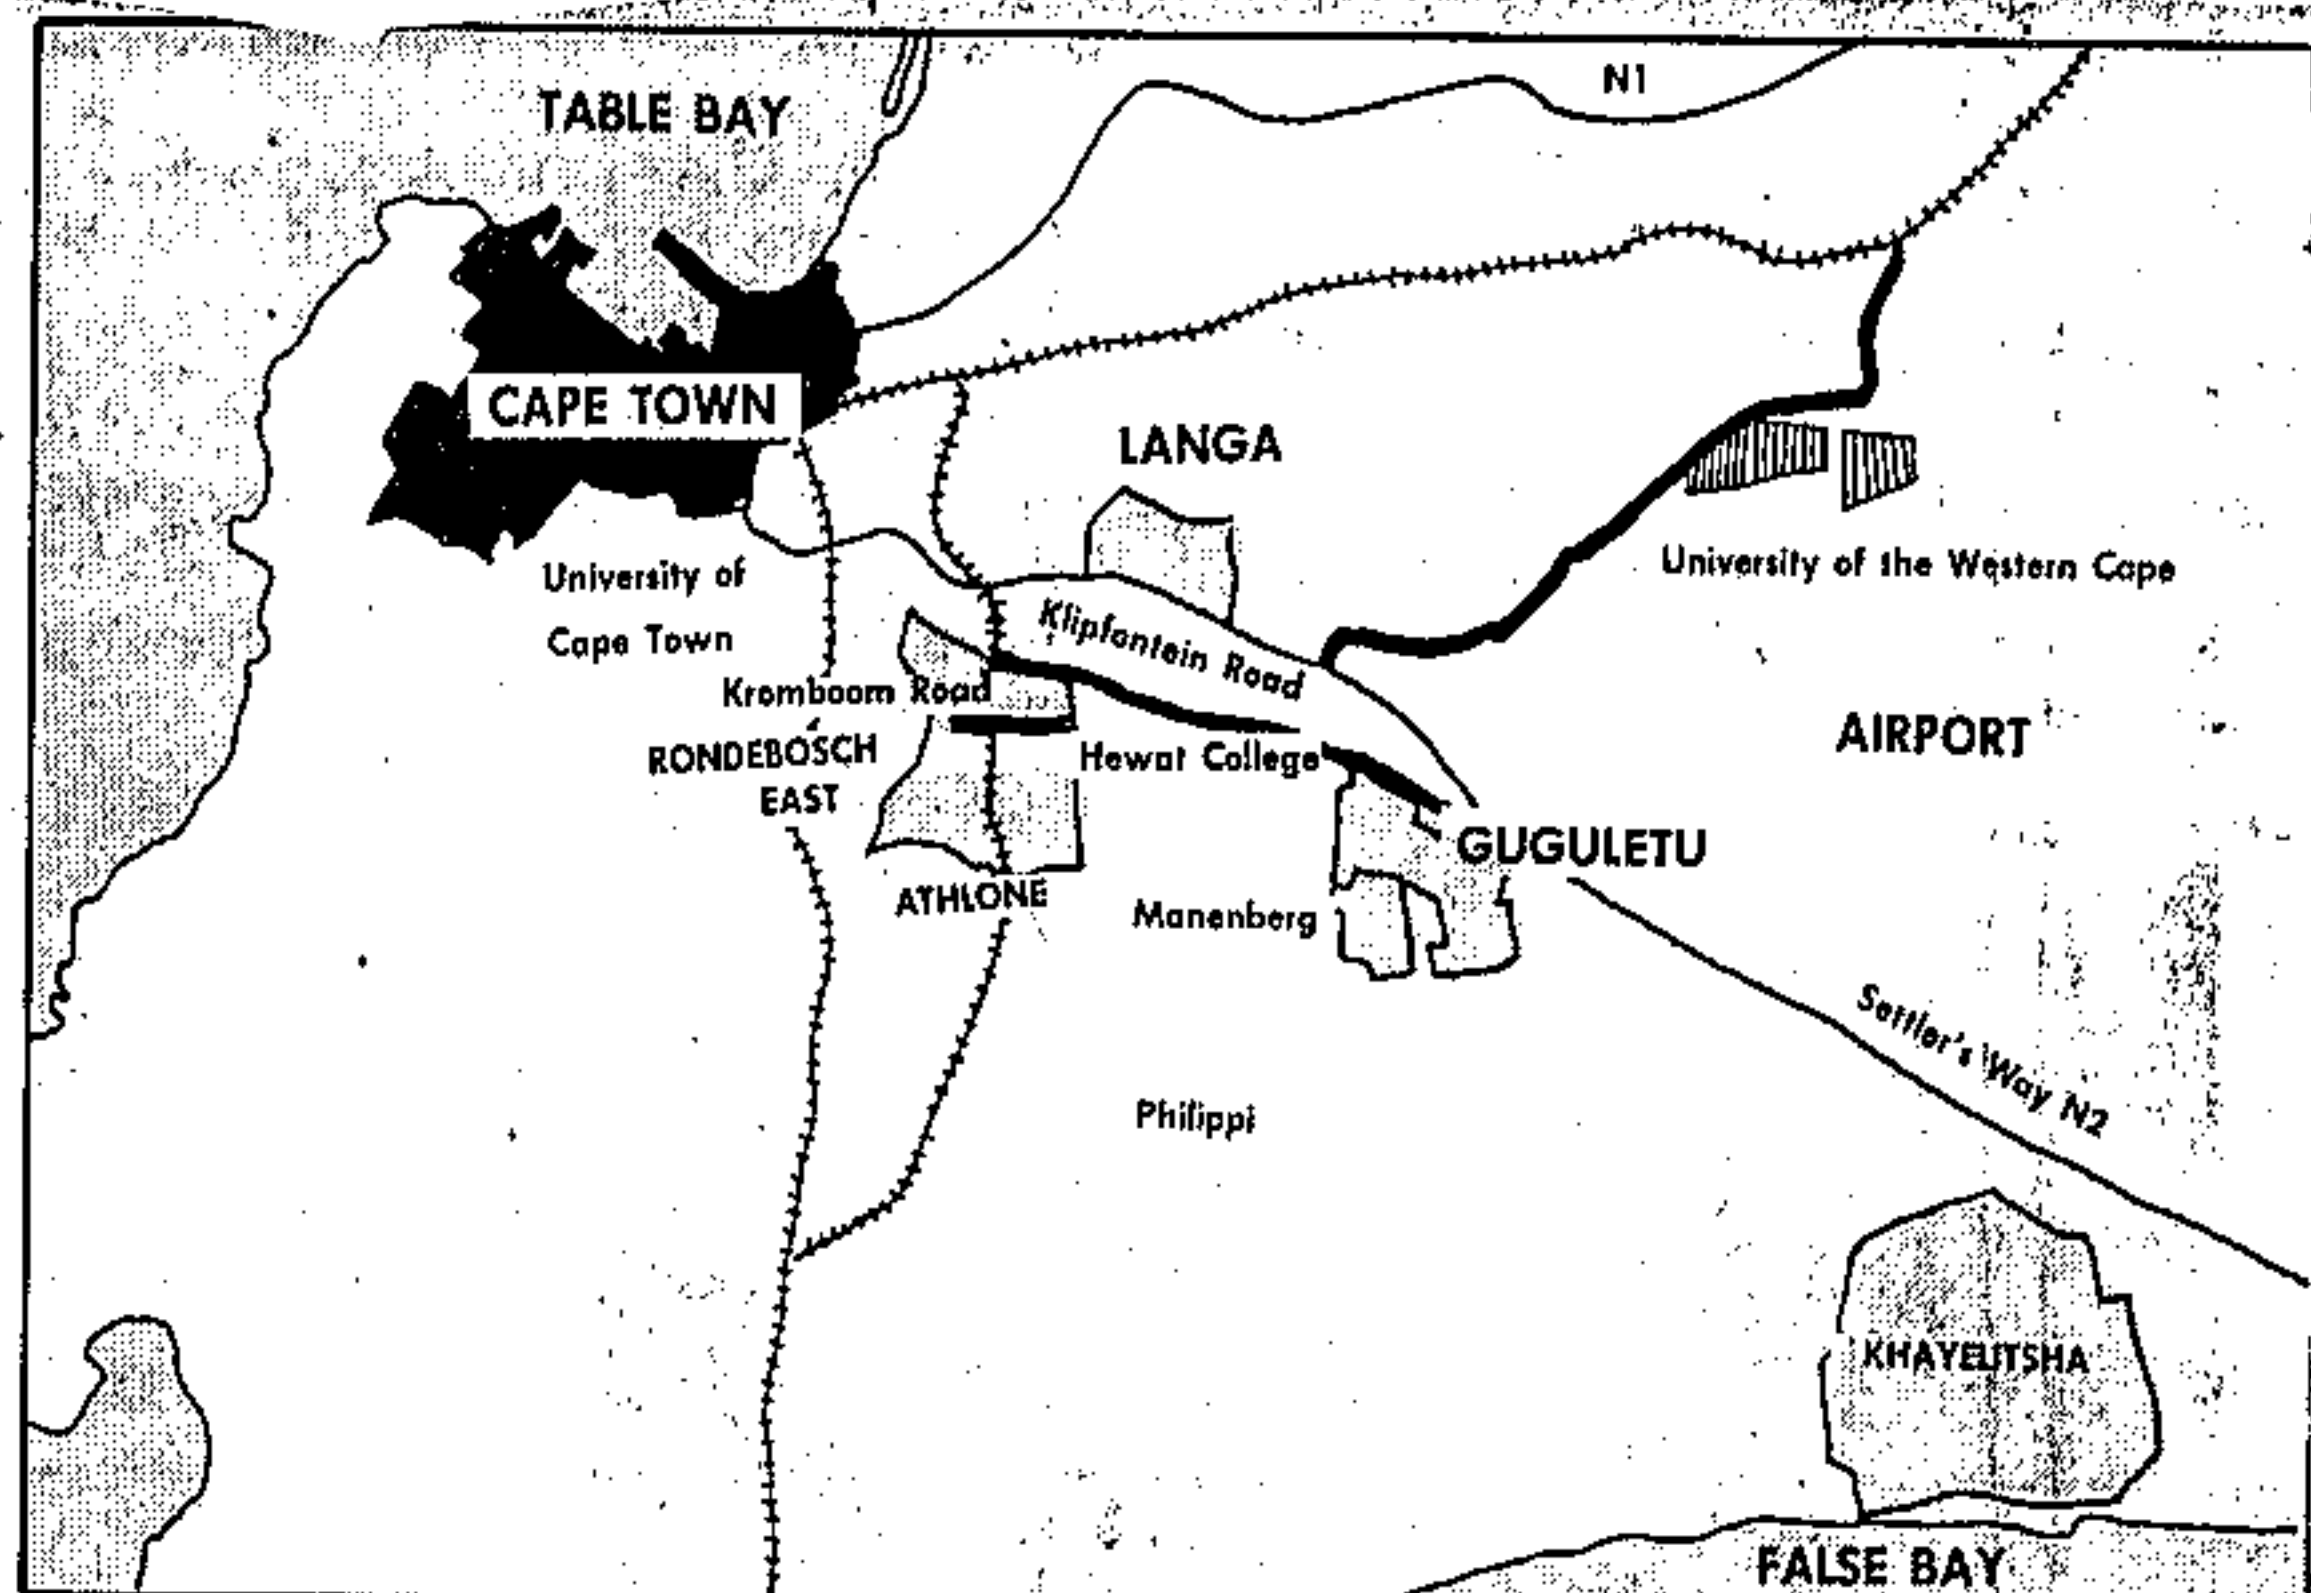 N1
TABLE BAY
CAPE TOWN
LANGA
University of
Cape Town
University of the Western Cape
Klipfontein Road
Kromboom Road
RONDEBOSCH
EAST
Hewat College
AIRPORT
GUGULETU
ATHLONE
Manenberg
Settler's Way N2
Philippi
KHAYELITSHA
FALSE BAY